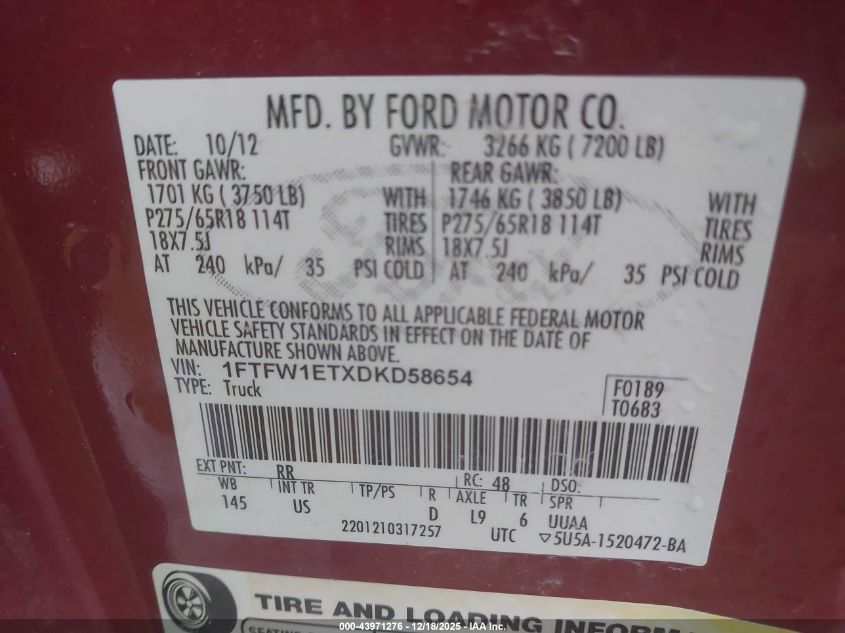 MFD. BY FORD MOTOR CO.
DATE: 10/12 GVWR: 3266 KG ( 7200 LB)
FRONT GAWR: REAR GAWR:
1701 KG ( 3750 LB) WITH 1746 KG ( 3850 LB) WITH
P275/65R18 114T TIRES P275/65R18 114T TIRES
18X7.5J RIMS 18X7.5J RIMS
AT 240 kPa/ 35 PSI COLD AT 240 kPa/ 35 PSI COLD
THIS VEHICLE CONFORMS TO ALL APPLICABLE FEDERAL MOTOR
VEHICLE SAFETY STANDARDS IN EFFECT ON THE DATE OF
MANUFACTURE SHOWN ABOVE.
VIN: 1FTFW1ETXDKD58654
TYPE: Truck F0189
T0683
EXT PNT: RR RC: 48 DSO:
WB INT TR TP/PS R AXLE TR SPR
145 US D L9 6 UUAA
2201210317257 UTC ▽5U5A-1520472-BA
TIRE AND LOADING INFORM
000-43971276 - 12/18/2025 - IAA Inc.